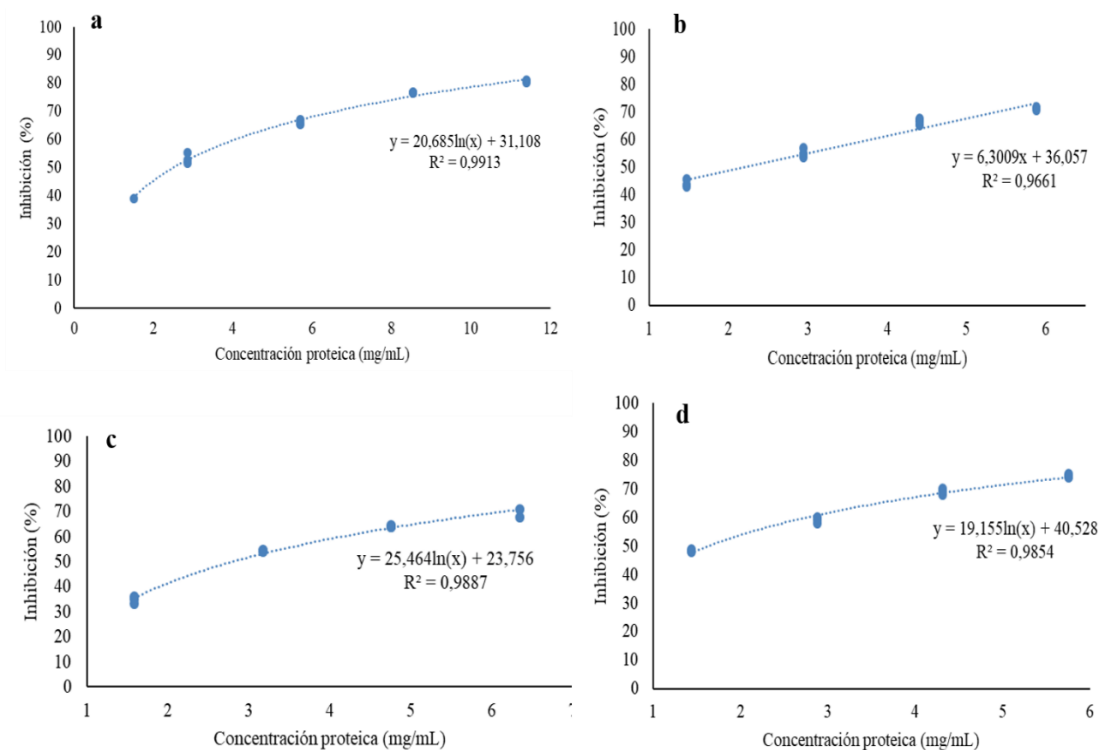 a
100
90
80
70
60
50
40
30
20
10
0
Inhibición (%)
y = 20,685ln(x) + 31,108
R² = 0,9913
0 2 4 6 8 10 12
Concentración proteica (mg/mL)
b
100
90
80
70
60
50
40
30
20
10
0
Inhibición (%)
y = 6,3009x + 36,057
R² = 0,9661
1 2 3 4 5 6
Concetración proteica (mg/mL)
c
100
90
80
70
60
50
40
30
20
10
0
Inhibición (%)
y = 25,464ln(x) + 23,756
R² = 0,9887
1 2 3 4 5 6
Concentración proteica (mg/mL)
d
100
90
80
70
60
50
40
30
20
10
0
Inhibición (%)
y = 19,155ln(x) + 40,528
R² = 0,9854
1 2 3 4 5 6
Concentración proteica (mg/mL)